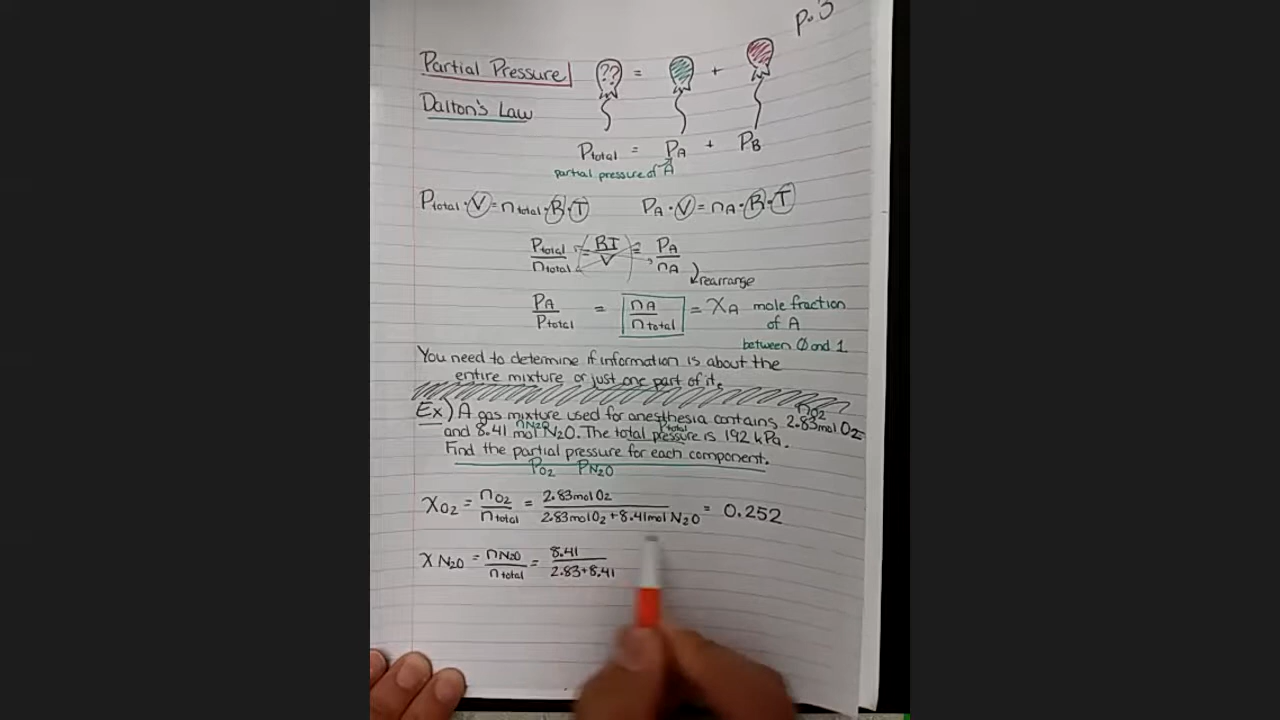 p. 3
Partial Pressure
?? = +
Dalton's Law
Ptotal = PA + PB
partial pressure of A
Ptotal · V = ntotal · R · T PA · V = nA · R · T
Ptotal/ntotal = (RT/V) = PA/nA
rearrange
PA/Ptotal = nA/ntotal = XA mole fraction
of A
between 0 and 1
You need to determine if information is about the
entire mixture or just one part of it.
nO2
Ex.) A gas mixture used for anesthesia contains 2.83 mol O2
nN2O Ptotal
and 8.41 mol N2O. The total pressure is 192 kPa.
Find the partial pressure for each component.
PO2 PN2O
XO2 = nO2/ntotal = 2.83 mol O2/2.83 mol O2 + 8.41 mol N2O = 0.252
XN2O = nN2O/ntotal = 8.41/2.83+8.41